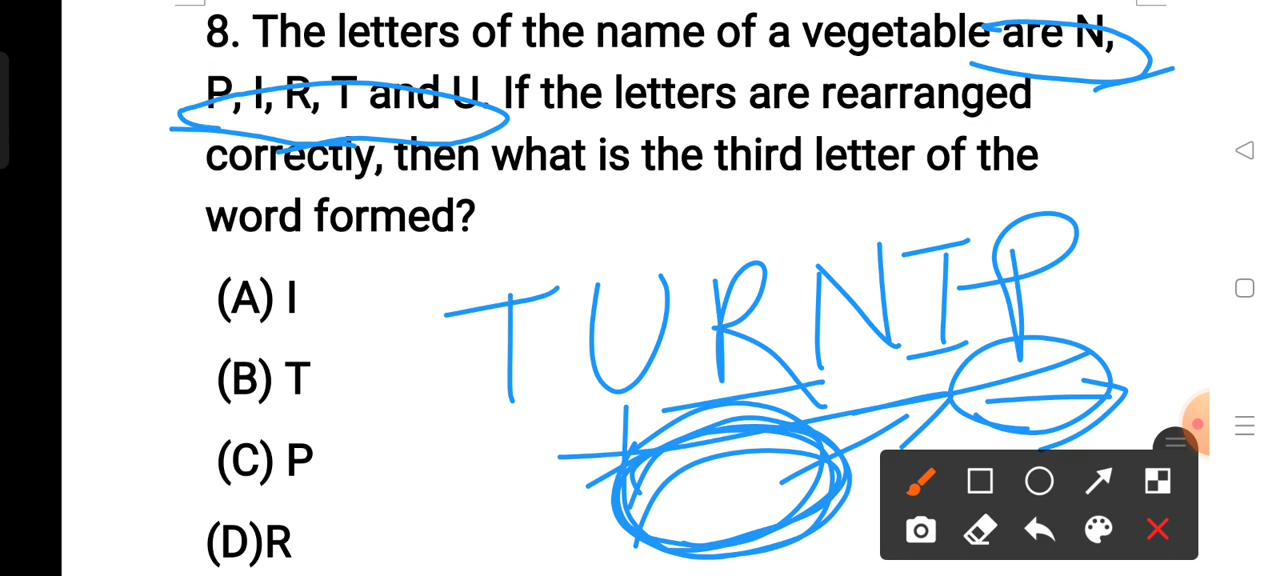 8. The letters of the name of a vegetable are N,
P, I, R, T and U. If the letters are rearranged
correctly, then what is the third letter of the
word formed?
TURNIP
(A) I
(B) T
(C) P
(D)R